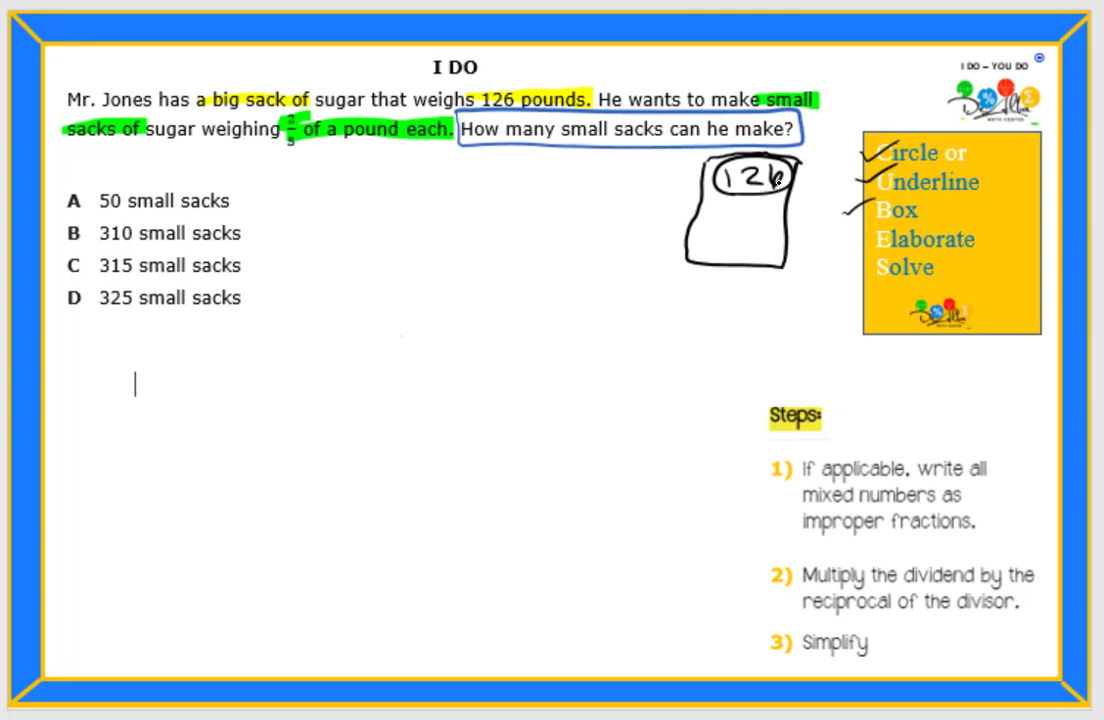 I DO
I DO – YOU DO
Mr. Jones has a big sack of sugar that weighs 126 pounds. He wants to make small
sacks of sugar weighing 2/5 of a pound each. How many small sacks can he make?
MATH CENTER
126
Circle or
Underline
Box
Elaborate
Solve
A 50 small sacks
B 310 small sacks
C 315 small sacks
D 325 small sacks
Steps:
1) If applicable, write all
mixed numbers as
improper fractions.
2) Multiply the dividend by the
reciprocal of the divisor.
3) Simplify